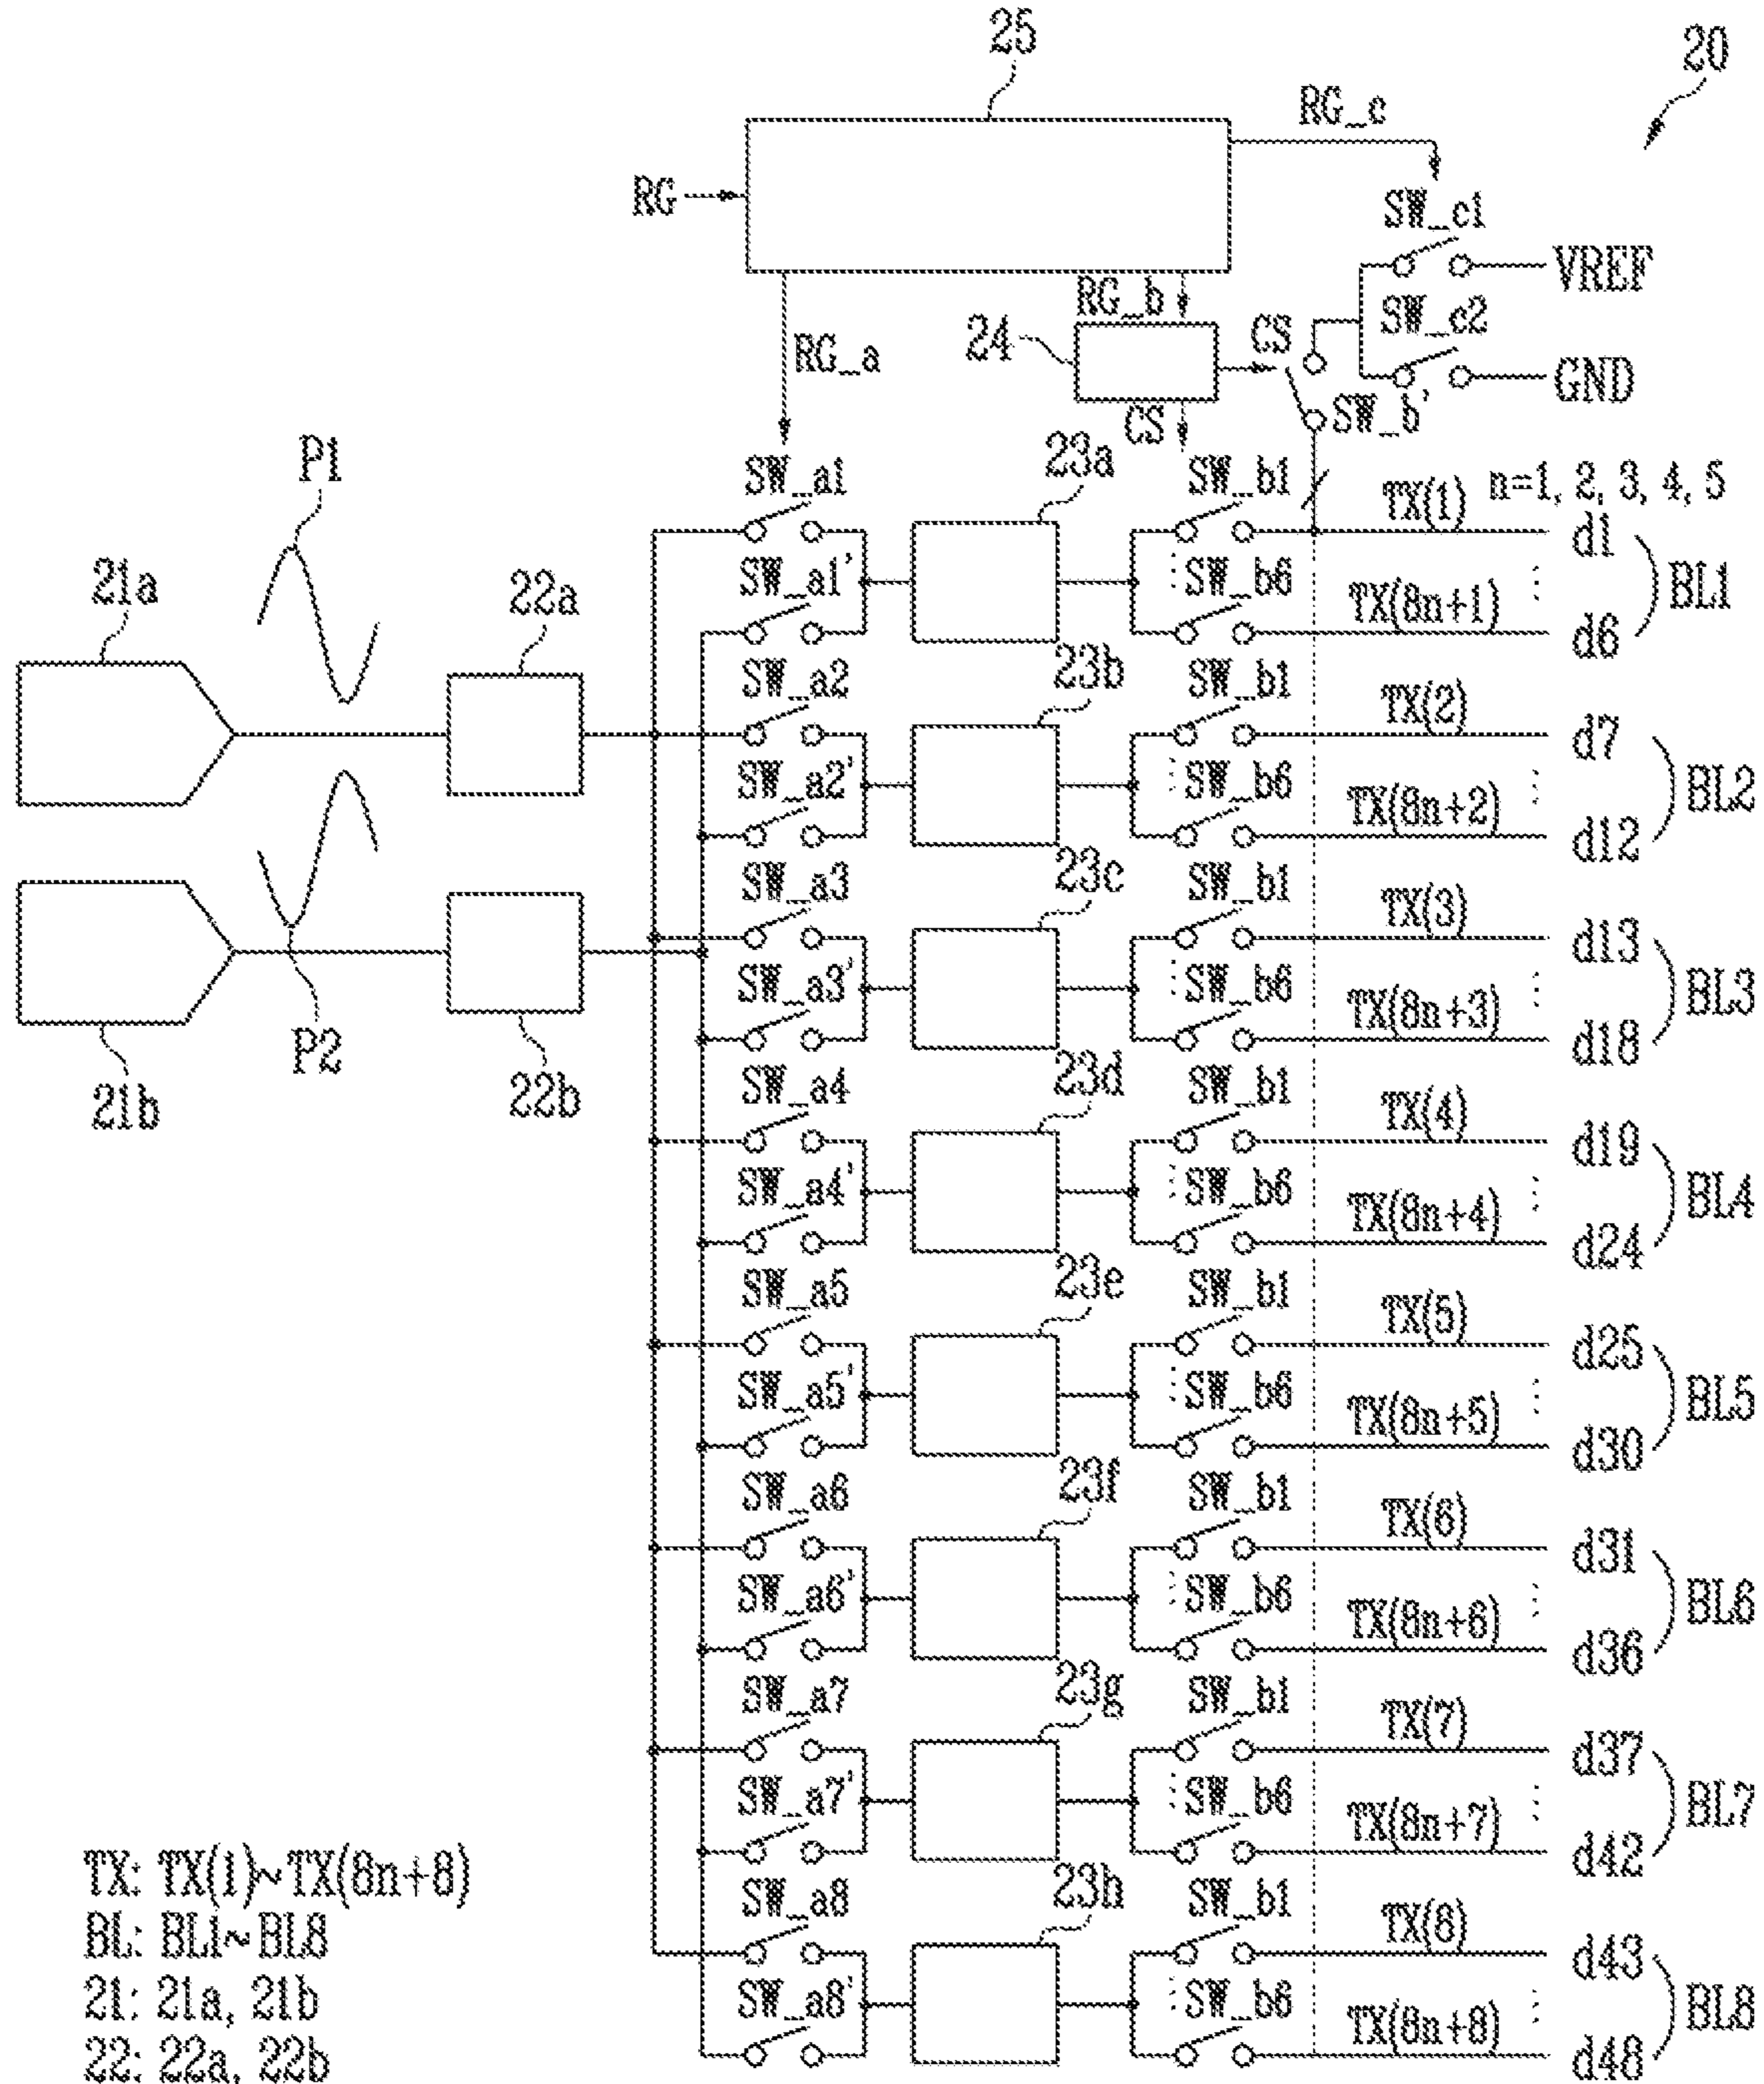 25
20
RG_c
RG
SW_c1
VREF
RG_b
SW_c2
24
CS
RG_a
GND
SW_b'
CS
P1
23a
SW_a1
SW_b1
TX(1)
n=1, 2, 3, 4, 5
d1
21a
22a
SW_a1'
SW_b6
TX(8n+1)
BL1
d6
23b
SW_a2
SW_b1
TX(2)
d7
SW_a2'
SW_b6
TX(8n+2)
BL2
d12
23c
SW_a3
SW_b1
TX(3)
d13
SW_a3'
SW_b6
TX(8n+3)
BL3
P2
d18
21b
22b
23d
SW_a4
SW_b1
TX(4)
d19
SW_a4'
SW_b6
TX(8n+4)
BL4
d24
23e
SW_a5
SW_b1
TX(5)
d25
SW_a5'
SW_b6
TX(8n+5)
BL5
d30
23f
SW_a6
SW_b1
TX(6)
d31
SW_a6'
SW_b6
TX(8n+6)
BL6
d36
23g
SW_a7
SW_b1
TX(7)
d37
SW_a7'
SW_b6
TX(8n+7)
BL7
d42
23h
SW_a8
SW_b1
TX(8)
d43
SW_a8'
SW_b6
TX(8n+8)
BL8
d48
TX: TX(1)~TX(8n+8)
BL: BL1~BL8
21: 21a, 21b
22: 22a, 22b